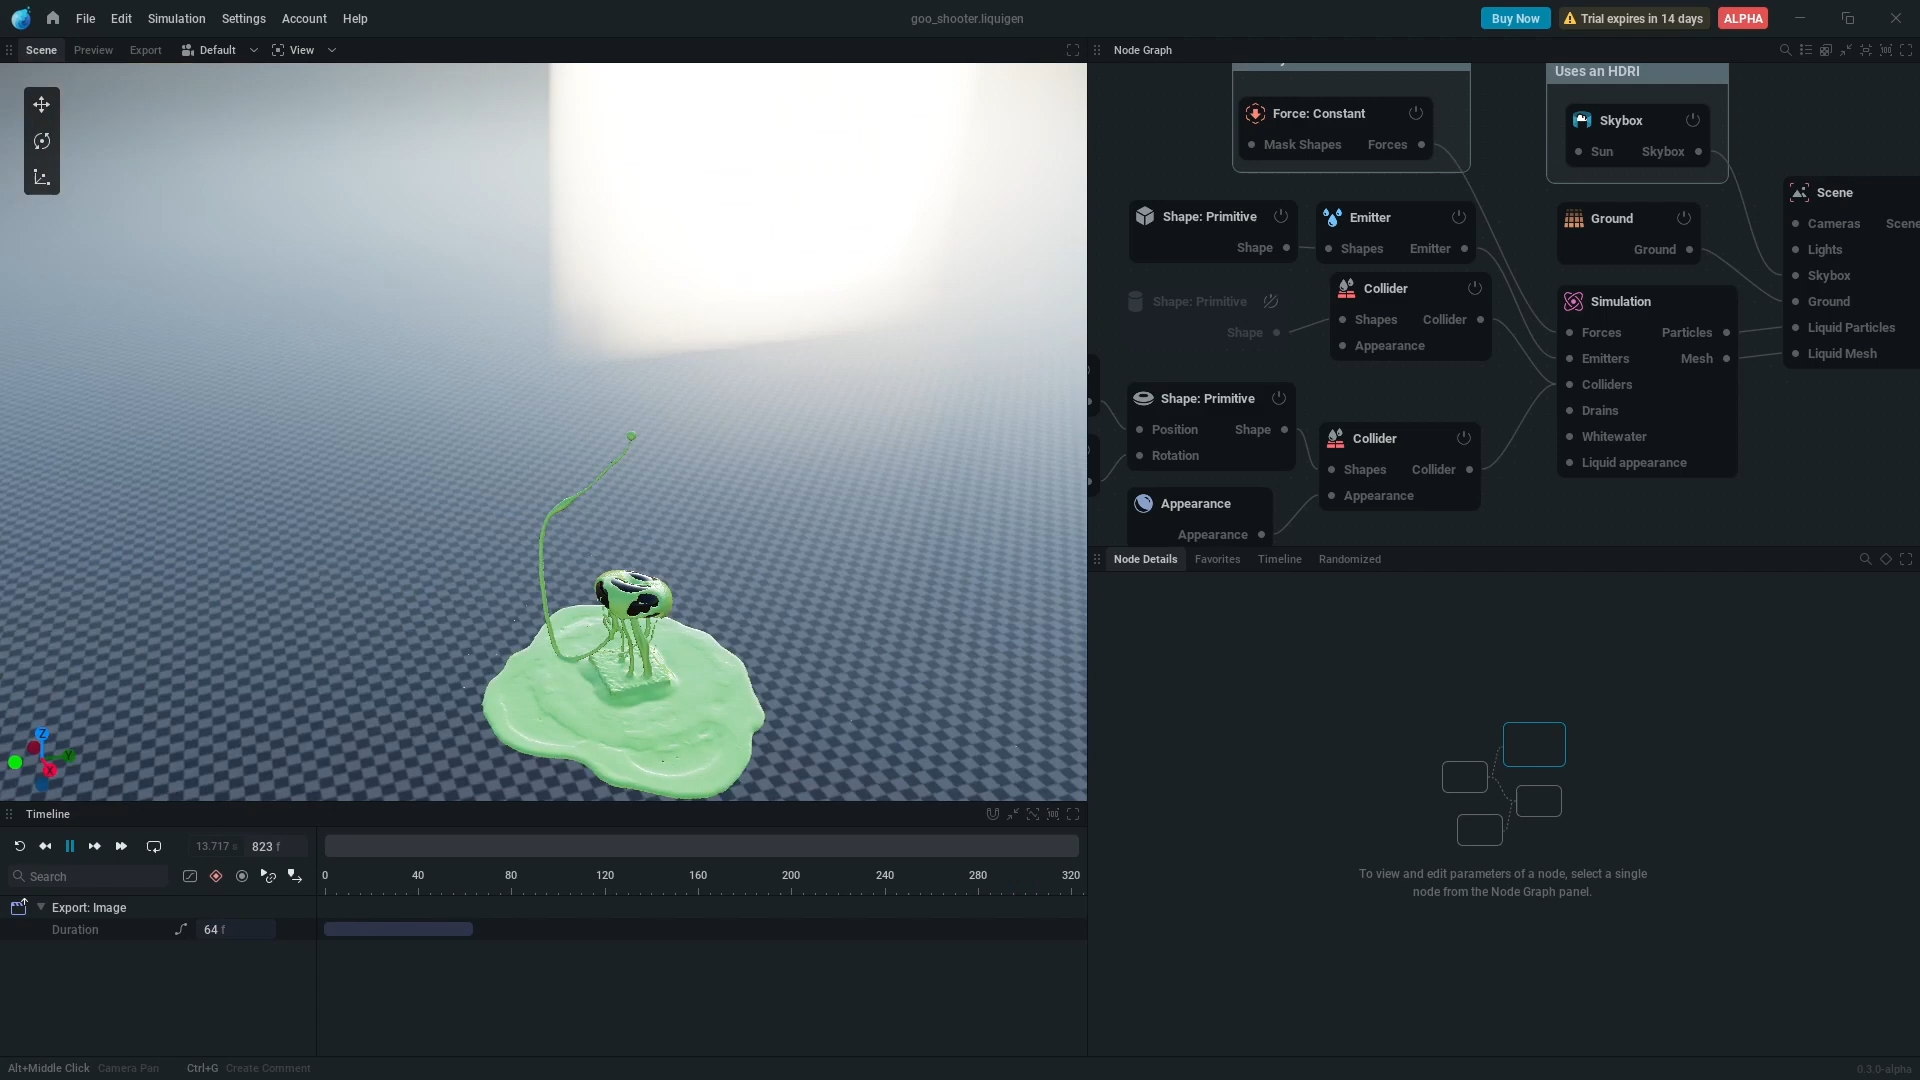 File Edit Simulation Settings Account Help
goo_shooter.liquigen
Buy Now
Trial expires in 14 days
ALPHA
Scene Preview Export Default View
Node Graph
Uses an HDRI
Force: Constant
Mask Shapes Forces
Skybox
Sun Skybox
Shape: Primitive
Shape
Emitter
Shapes Emitter
Ground
Ground
Scene
Cameras Scene
Lights
Skybox
Ground
Liquid Particles
Liquid Mesh
Shape: Primitive
Shape
Collider
Shapes Collider
Appearance
Simulation
Forces Particles
Emitters Mesh
Colliders
Drains
Whitewater
Liquid appearance
Shape: Primitive
Position Shape
Rotation
Collider
Shapes Collider
Appearance
Appearance
Appearance
Node Details Favorites Timeline Randomized
To view and edit parameters of a node, select a single
node from the Node Graph panel.
Z
Y
X
Timeline
13.717 s 823 f
Search
0 40 80 120 160 200 240 280 320
Export: Image
Duration 64 f
Alt+Middle Click Camera Pan Ctrl+G Create Comment
0.3.0-alpha